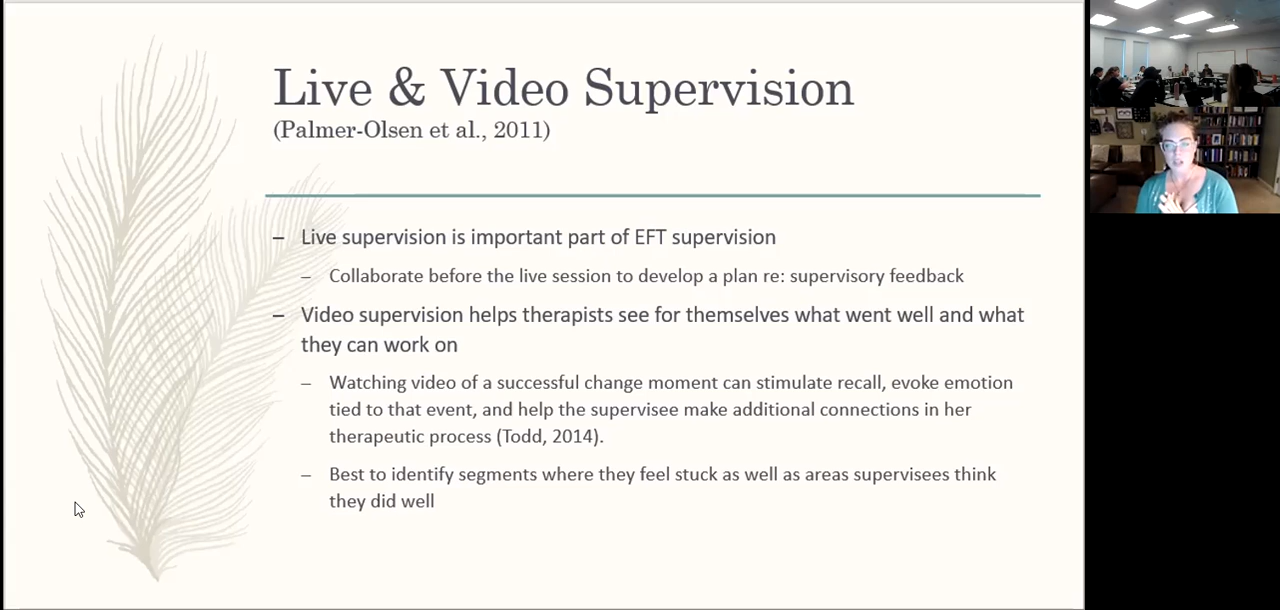 Live & Video Supervision
(Palmer-Olsen et al., 2011)
– Live supervision is important part of EFT supervision
– Collaborate before the live session to develop a plan re: supervisory feedback
– Video supervision helps therapists see for themselves what went well and what
they can work on
– Watching video of a successful change moment can stimulate recall, evoke emotion
tied to that event, and help the supervisee make additional connections in her
therapeutic process (Todd, 2014).
– Best to identify segments where they feel stuck as well as areas supervisees think
they did well